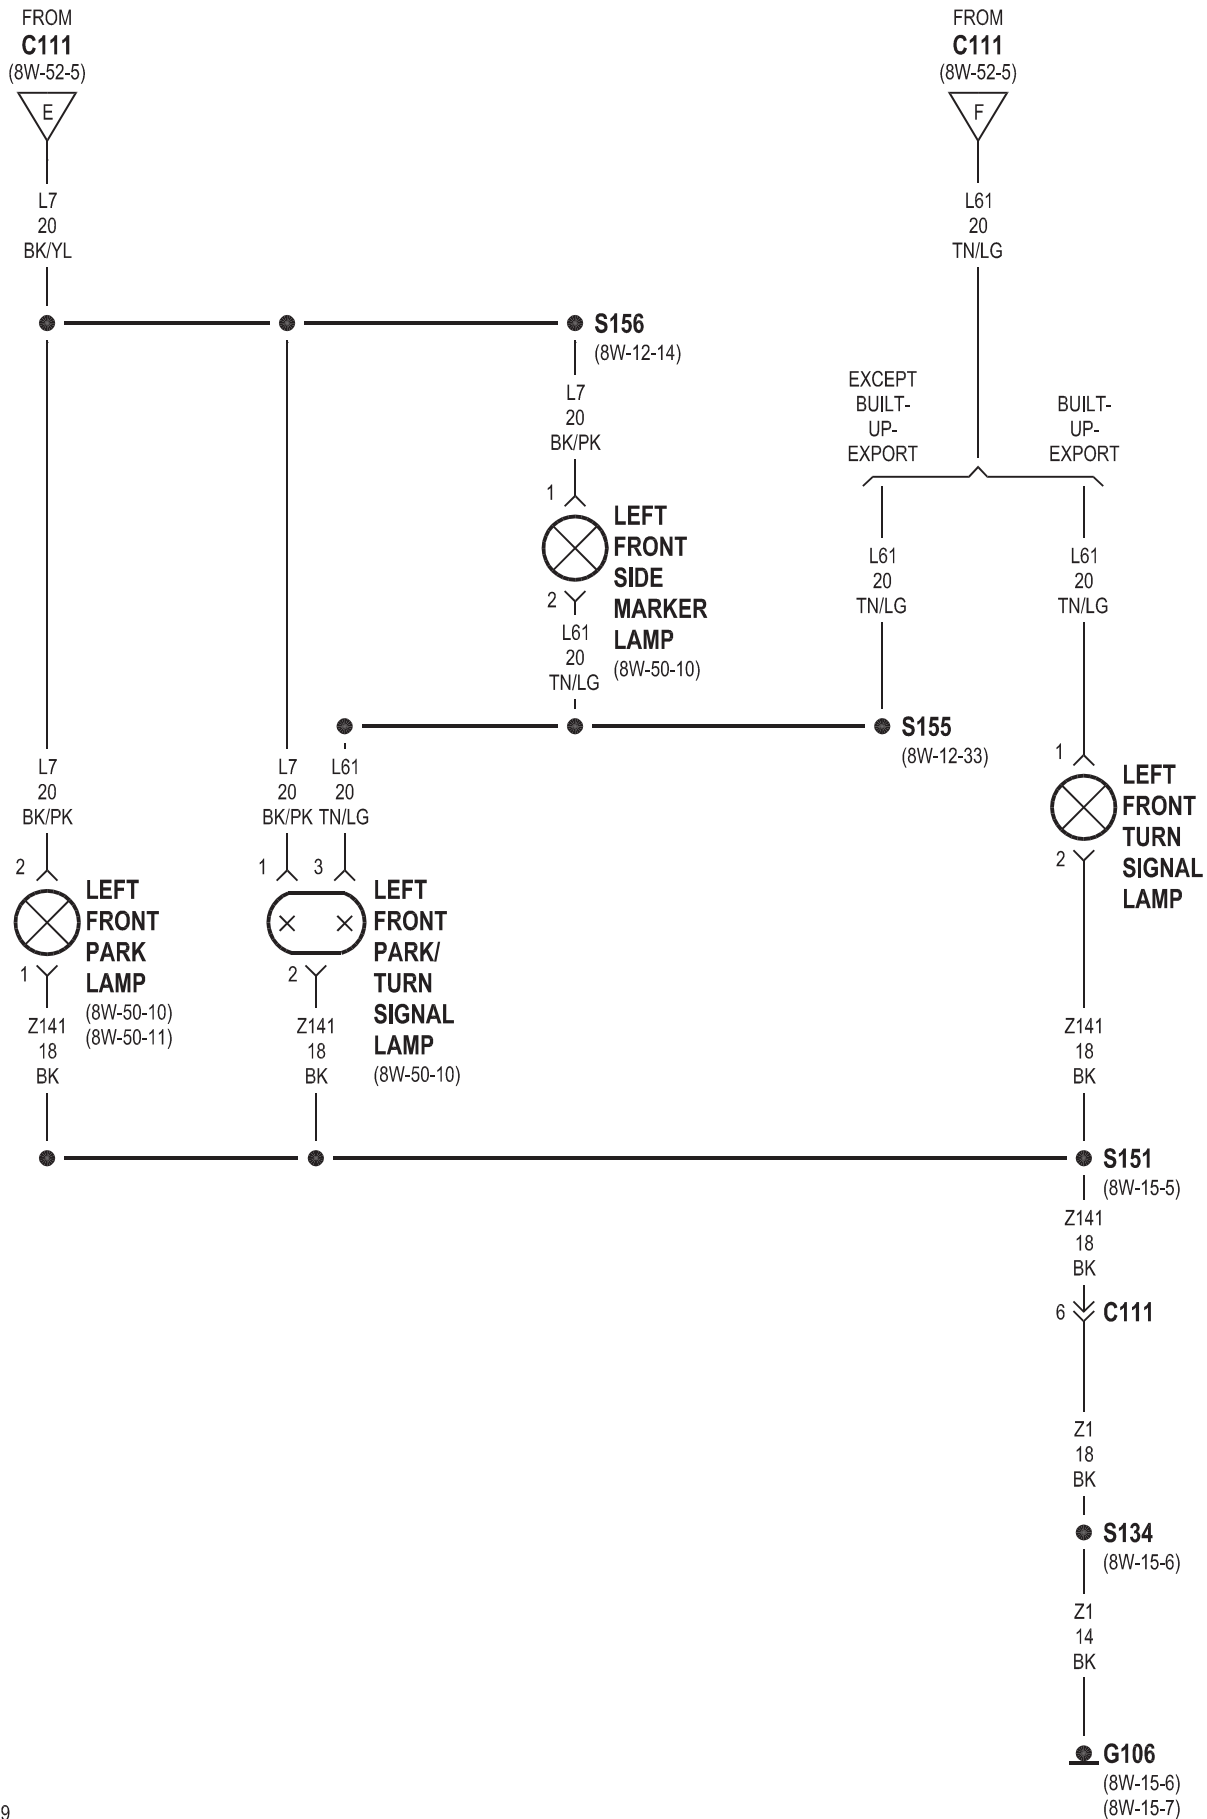 FROM
C111
(8W-52-5)
E
L7
20
BK/YL
FROM
C111
(8W-52-5)
F
L61
20
TN/LG
S156
(8W-12-14)
L7
20
BK/PK
1
LEFT
FRONT
SIDE
MARKER
LAMP
(8W-50-10)
2
L61
20
TN/LG
EXCEPT
BUILT-
UP-
EXPORT
BUILT-
UP-
EXPORT
L61
20
TN/LG
L61
20
TN/LG
S155
(8W-12-33)
L7
20
BK/PK
2
LEFT
FRONT
PARK
LAMP
(8W-50-10)
(8W-50-11)
1
Z141
18
BK
L7
20
BK/PK
L61
20
TN/LG
1
3
LEFT
FRONT
PARK/
TURN
SIGNAL
LAMP
(8W-50-10)
2
Z141
18
BK
1
LEFT
FRONT
TURN
SIGNAL
LAMP
2
Z141
18
BK
S151
(8W-15-5)
Z141
18
BK
6
C111
Z1
18
BK
S134
(8W-15-6)
Z1
14
BK
G106
(8W-15-6)
(8W-15-7)
9